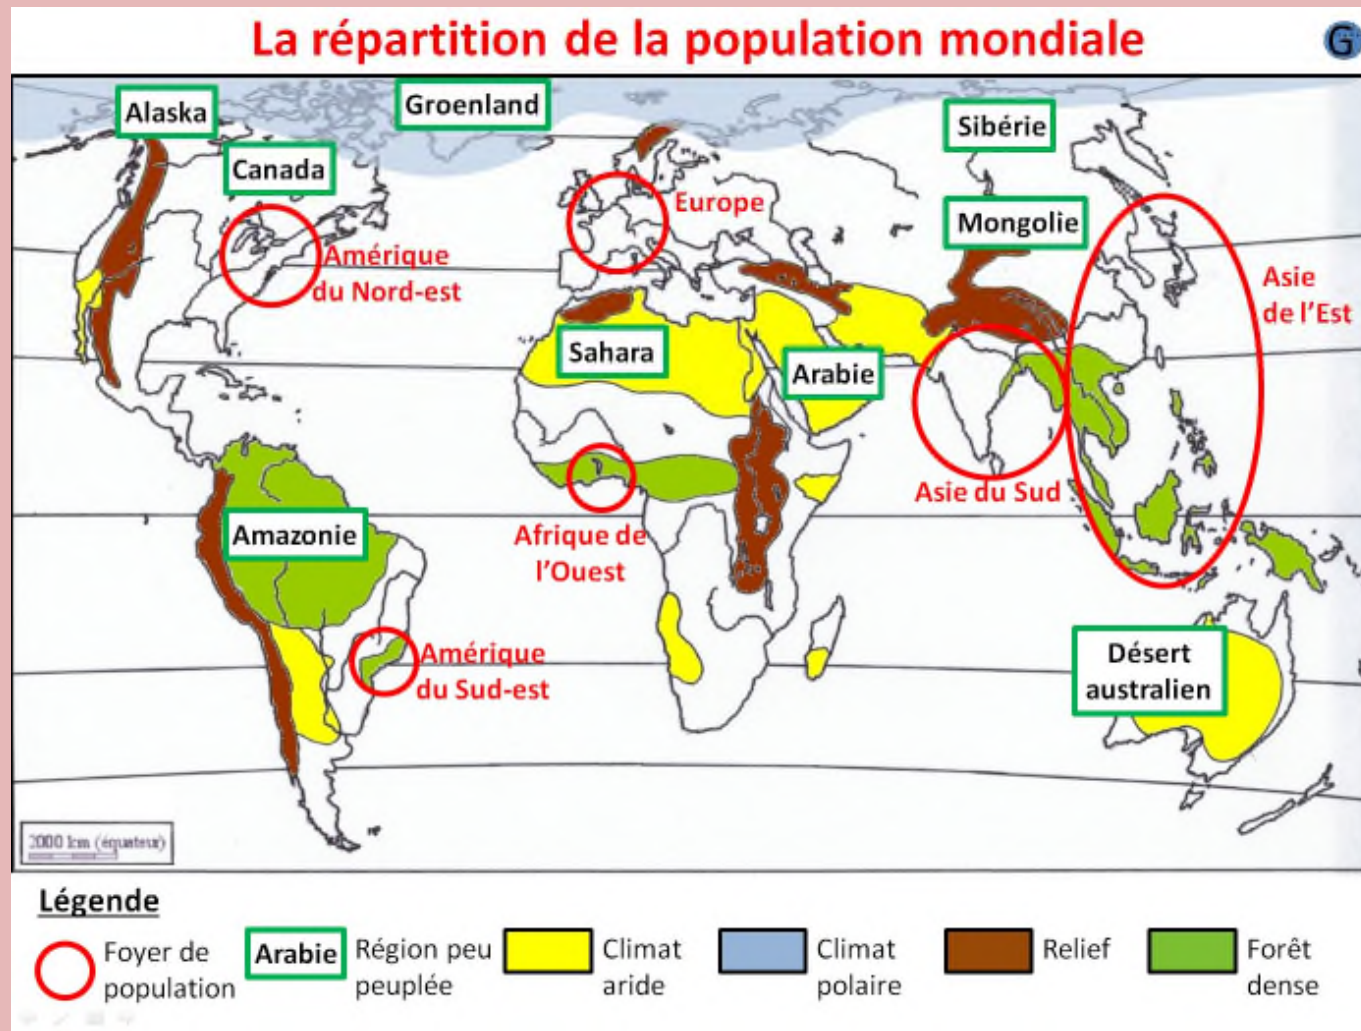 La répartition de la population mondiale
G
Alaska
Groenland
Sibérie
Canada
Europe
Mongolie
Amérique
du Nord-est
Asie
de l'Est
Sahara
Arabie
Asie du Sud
Amazonie
Afrique de
l'Ouest
Amérique
du Sud-est
Désert
australien
2000 km (équateur)
Légende
Foyer de
population
Arabie
Région peu
peuplée
Climat
aride
Climat
polaire
Relief
Forêt
dense